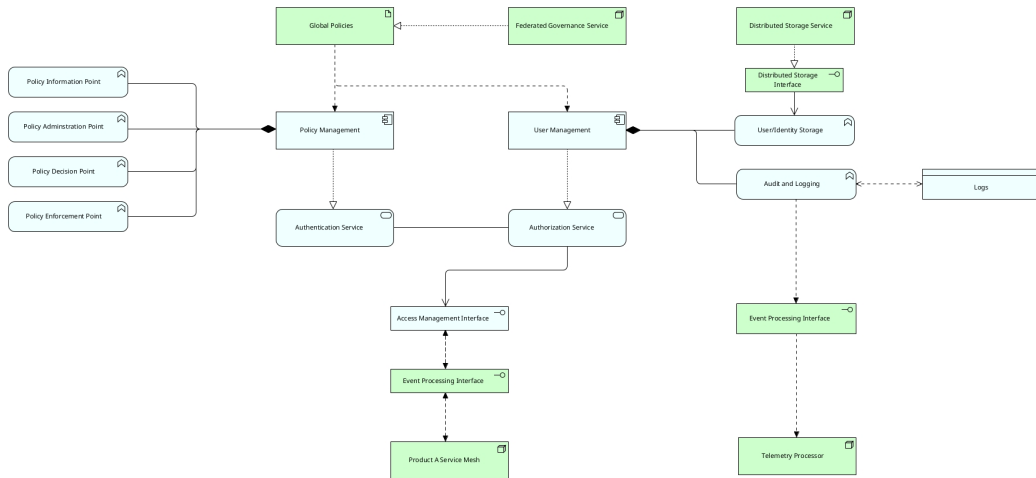 Global Policies
Federated Governance Service
Distributed Storage Service
Policy Information Point
Distributed Storage
Interface
Policy Adminstration Point
Policy Management
User Management
User/Identity Storage
Policy Decision Point
Audit and Logging
Logs
Policy Enforcement Point
Authentication Service
Authorization Service
Access Management Interface
Event Processing Interface
Event Processing Interface
Product A Service Mesh
Telemetry Processor